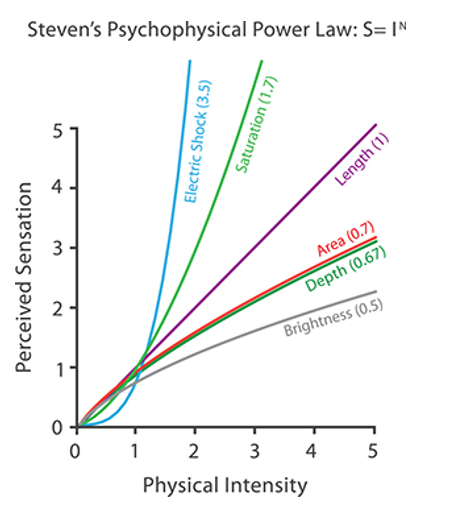 Steven's Psychophysical Power Law: S= Iᴺ
Electric Shock (3.5)
Saturation (1.7)
Length (1)
Area (0.7)
Depth (0.67)
Brightness (0.5)
Perceived Sensation
5
4
3
2
1
0
0 1 2 3 4 5
Physical Intensity